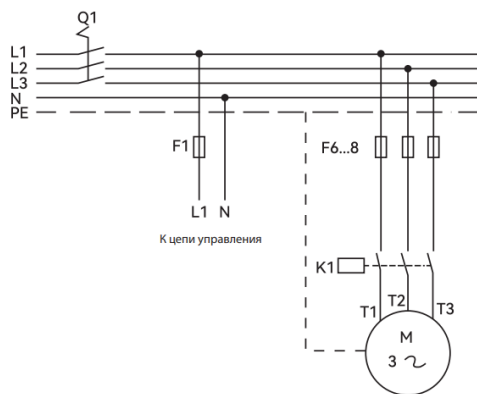 Q1
L1
L2
L3
N
PE
F1
F6...8
L1 N
К цепи управления
K1
T1
T2
T3
M
3 ~